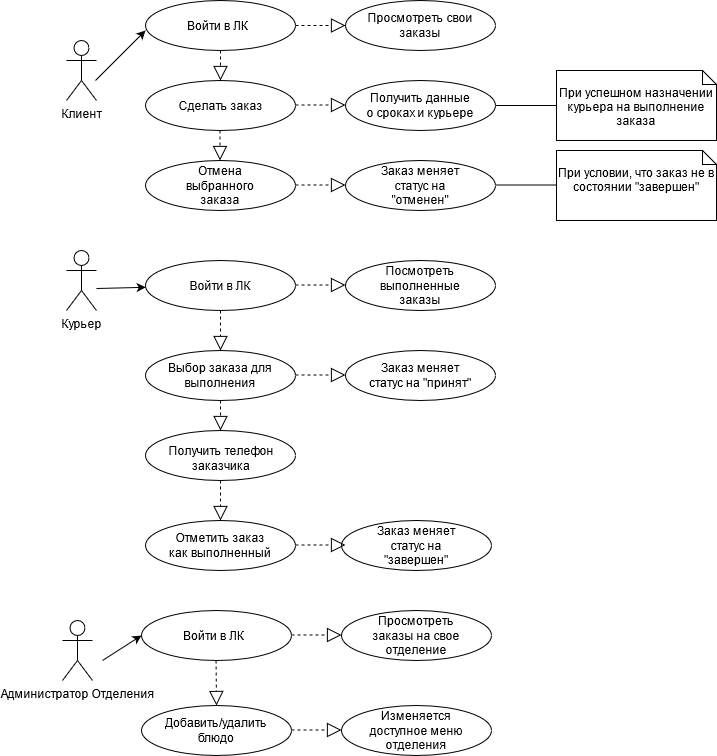 Войти в ЛК
Просмотреть свои
заказы
Клиент
Сделать заказ
Получить данные
о сроках и курьере
При успешном назначении
курьера на выполнение
заказа
Отмена
выбранного
заказа
Заказ меняет
статус на
"отменен"
При условии, что заказ не в
состоянии "завершен"
Войти в ЛК
Посмотреть
выполненные
заказы
Курьер
Выбор заказа для
выполнения
Заказ меняет
статус на "принят"
Получить телефон
заказчика
Отметить заказ
как выполненный
Заказ меняет
статус на
"завершен"
Войти в ЛК
Просмотреть
заказы на свое
отделение
Администратор Отделения
Добавить/удалить
блюдо
Изменяется
доступное меню
отделения